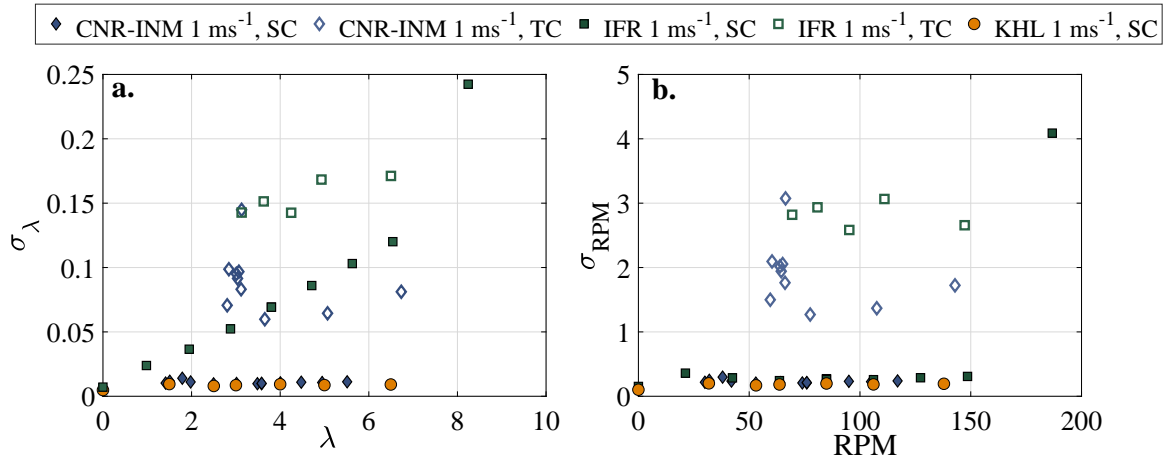 CNR-INM 1 ms⁻¹, SC CNR-INM 1 ms⁻¹, TC IFR 1 ms⁻¹, SC IFR 1 ms⁻¹, TC KHL 1 ms⁻¹, SC
a.
0.25
0.2
0.15
0.1
0.05
0
σ_λ
0 2 4 6 8 10
λ
b.
5
4
3
2
1
0
σ_RPM
0 50 100 150 200
RPM